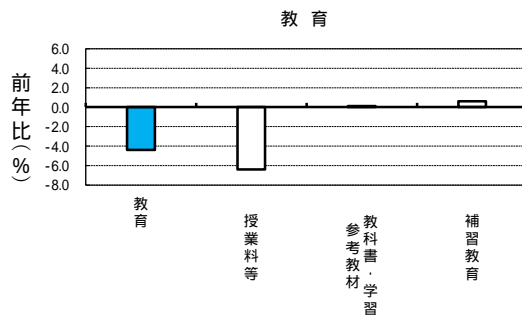 教育
前年比(%)
6.0
4.0
2.0
0.0
-2.0
-4.0
-6.0
-8.0
教育
授業料等
教科書・学習
参考教材
補習教育